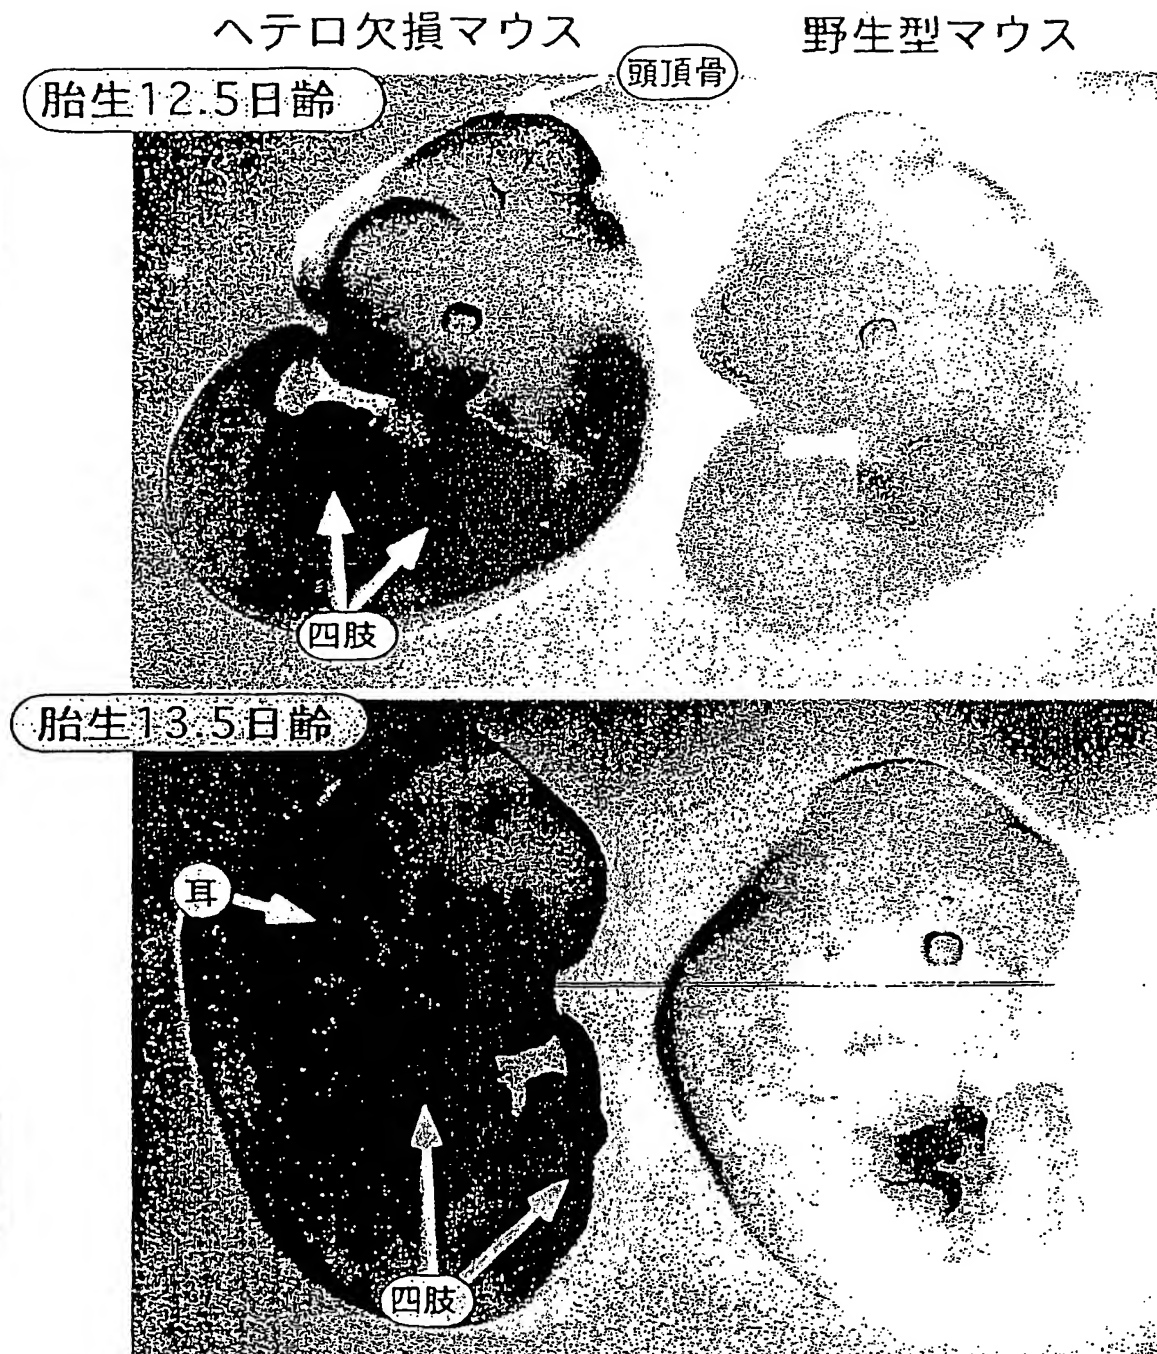 ヘテロ欠損マウス
野生型マウス
頭頂骨
胎生12.5日齢
四肢
胎生13.5日齢
耳
四肢